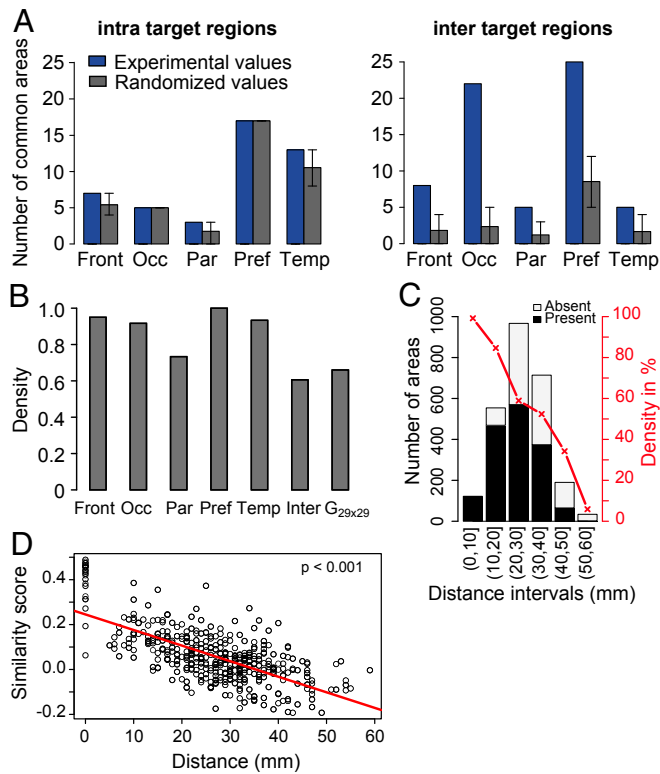 A
intra target regions
inter target regions
Experimental values
Randomized values
Number of common areas
25
20
15
10
5
0
Front Occ Par Pref Temp
25
20
15
10
5
0
Front Occ Par Pref Temp
B
Density
1.0
0.8
0.6
0.4
0.2
0
Front Occ Par Pref Temp Inter G29x29
C
Absent
Present
Number of areas
1000
800
600
400
200
0
Density in %
100
80
60
40
20
0
(0,10]
(10,20]
(20,30]
(30,40]
(40,50]
(50,60]
Distance intervals (mm)
D
p < 0.001
Similarity score
0.4
0.2
0.0
-0.2
0 10 20 30 40 50 60
Distance (mm)